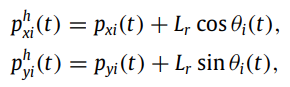 p^h_{xi}(t) = p_{xi}(t) + L_r cos θ_i(t),
p^h_{yi}(t) = p_{yi}(t) + L_r sin θ_i(t),